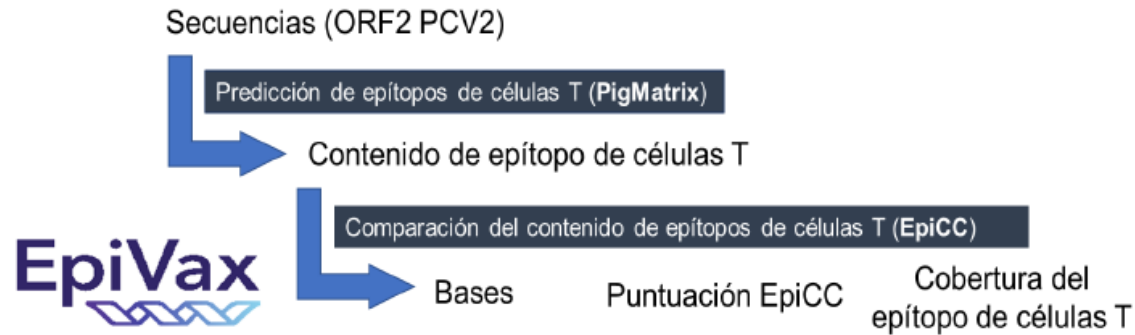 Secuencias (ORF2 PCV2)
Predicción de epítopos de células T (PigMatrix)
Contenido de epítopo de células T
Comparación del contenido de epítopos de células T (EpiCC)
EpiVax
Bases
Puntuación EpiCC
Cobertura del
epítopo de células T